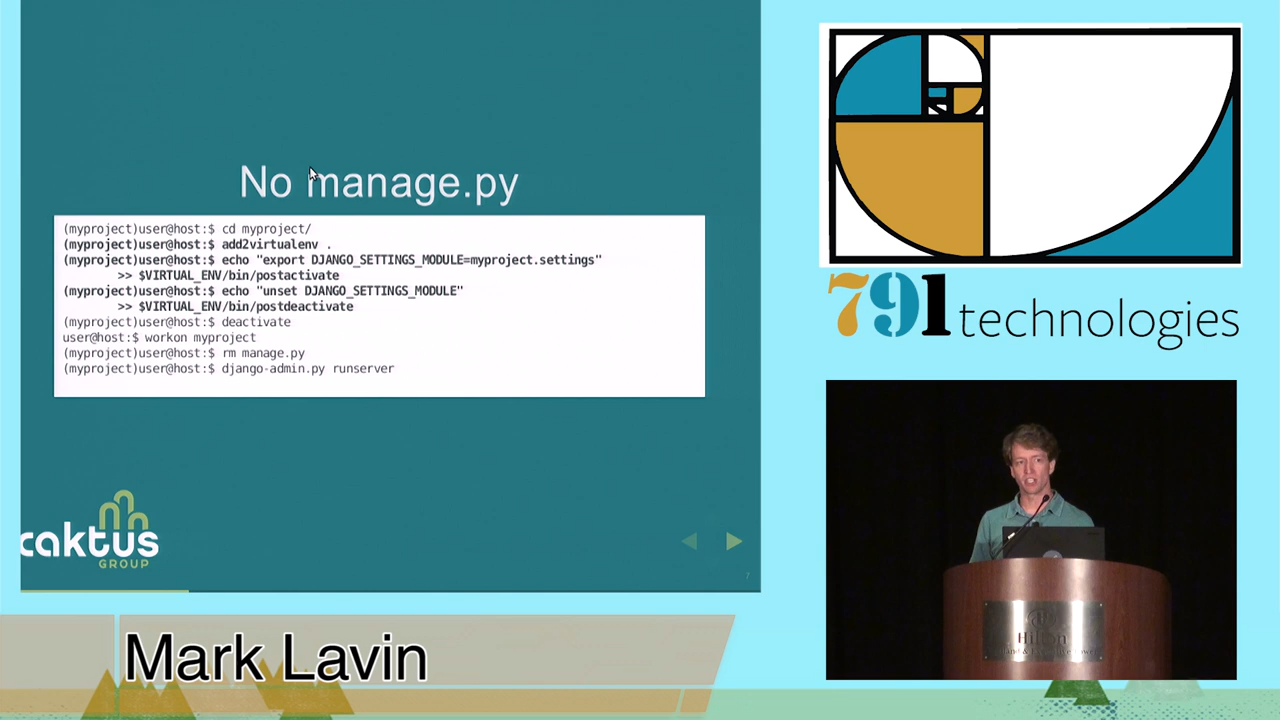 No manage.py
(myproject)user@host:$ cd myproject/
(myproject)user@host:$ add2virtualenv .
(myproject)user@host:$ echo "export DJANGO_SETTINGS_MODULE=myproject.settings"
>> $VIRTUAL_ENV/bin/postactivate
(myproject)user@host:$ echo "unset DJANGO_SETTINGS_MODULE"
>> $VIRTUAL_ENV/bin/postdeactivate
(myproject)user@host:$ deactivate
user@host:$ workon myproject
(myproject)user@host:$ rm manage.py
(myproject)user@host:$ django-admin.py runserver
caktus
GROUP
7
791 technologies
Hilton
Mark Lavin